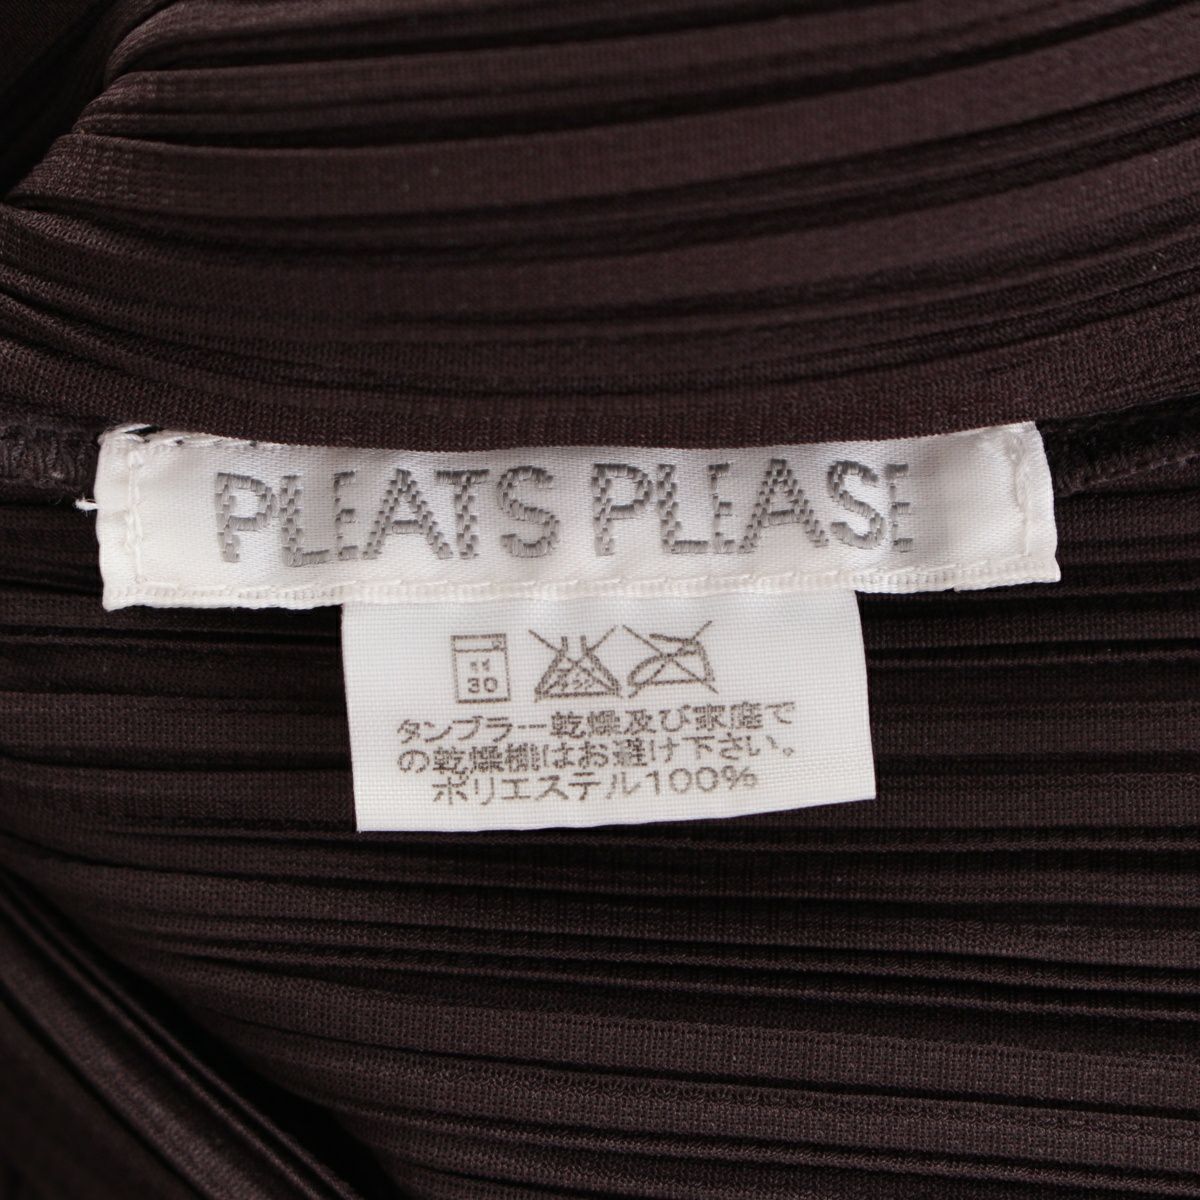 PLEATS PLEASE
30
タンブラー乾燥及び家庭で
の乾燥機はお避け下さい。
ポリエステル100%